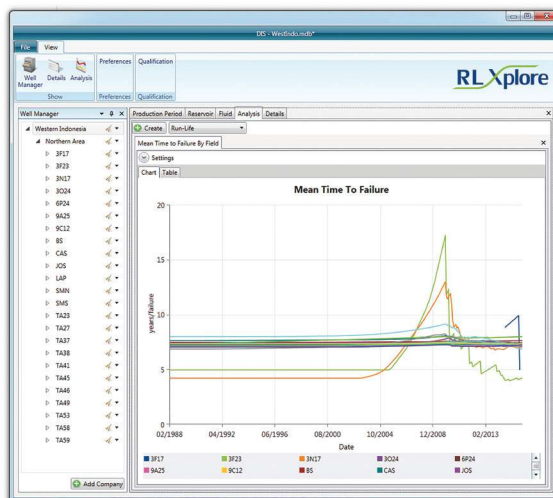 DIS - WestIndo.mdb*
File
View
Well Manager
Details
Analysis
Show
Preferences
Preferences
Qualification
Qualification
RL Xplore
Well Manager
Western Indonesia
Northern Area
3F17
3F23
3N17
3O24
6P24
9A25
9C12
BS
CAS
JOS
LAP
SMN
SMS
TA23
TA27
TA37
TA38
TA41
TA45
TA46
TA49
TA53
TA58
TA59
Add Company
Production Period
Reservoir
Fluid
Analysis
Details
Create
Run-Life
Mean Time to Failure By Field
Settings
Chart
Table
Mean Time To Failure
years/failure
20
15
10
5
0
02/1988
04/1992
06/1996
08/2000
10/2004
12/2008
02/2013
Date
3F17
3F23
3N17
3O24
6P24
9A25
9C12
BS
CAS
JOS